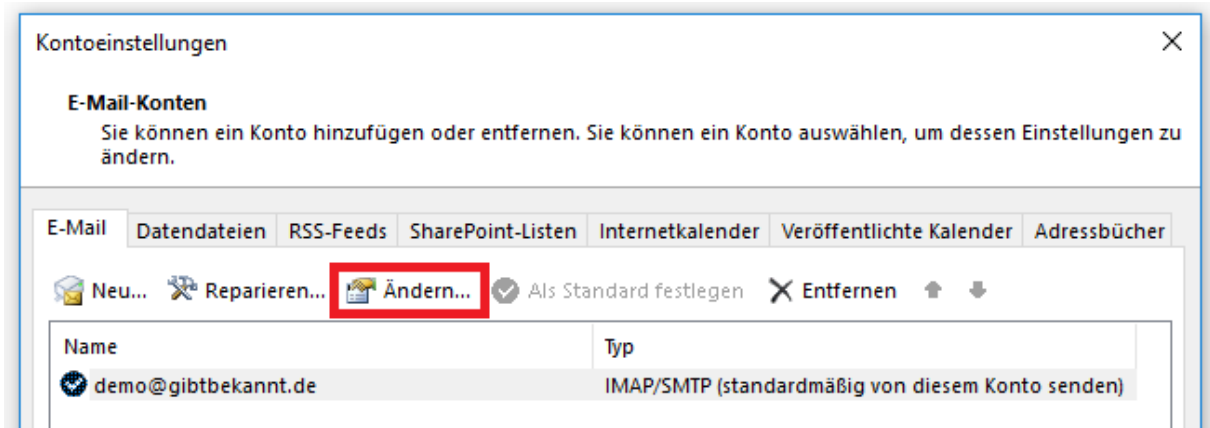 Kontoeinstellungen
E-Mail-Konten
Sie können ein Konto hinzufügen oder entfernen. Sie können ein Konto auswählen, um dessen Einstellungen zu
ändern.
E-Mail Datendateien RSS-Feeds SharePoint-Listen Internetkalender Veröffentlichte Kalender Adressbücher
Neu... Reparieren... Ändern... Als Standard festlegen Entfernen
Name Typ
demo@gibtbekannt.de IMAP/SMTP (standardmäßig von diesem Konto senden)